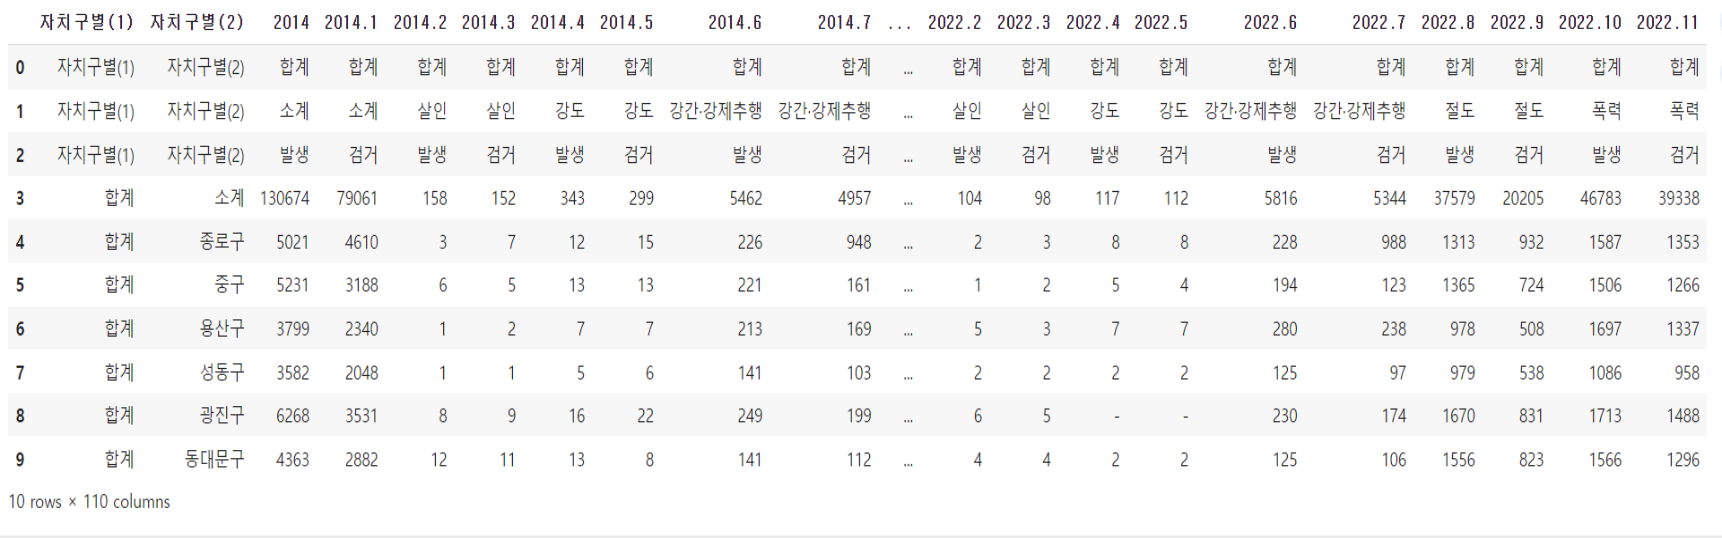 자치구별(1) 자치구별(2) 2014 2014.1 2014.2 2014.3 2014.4 2014.5 2014.6 2014.7 ... 2022.2 2022.3 2022.4 2022.5 2022.6 2022.7 2022.8 2022.9 2022.10 2022.11
0 자치구별(1) 자치구별(2) 합계 합계 합계 합계 합계 합계 합계 합계 ... 합계 합계 합계 합계 합계 합계 합계 합계 합계 합계
1 자치구별(1) 자치구별(2) 소계 소계 살인 살인 강도 강도 강간·강제추행 강간·강제추행 ... 살인 살인 강도 강도 강간·강제추행 강간·강제추행 절도 절도 폭력 폭력
2 자치구별(1) 자치구별(2) 발생 검거 발생 검거 발생 검거 발생 검거 ... 발생 검거 발생 검거 발생 검거 발생 검거 발생 검거
3 합계 소계 130674 79061 158 152 343 299 5462 4957 ... 104 98 117 112 5816 5344 37579 20205 46783 39338
4 합계 종로구 5021 4610 3 7 12 15 226 948 ... 2 3 8 8 228 988 1313 932 1587 1353
5 합계 중구 5231 3188 6 5 13 13 221 161 ... 1 2 5 4 194 123 1365 724 1506 1266
6 합계 용산구 3799 2340 1 2 7 7 213 169 ... 5 3 7 7 280 238 978 508 1697 1337
7 합계 성동구 3582 2048 1 1 5 6 141 103 ... 2 2 2 2 125 97 979 538 1086 958
8 합계 광진구 6268 3531 8 9 16 22 249 199 ... 6 5 - - 230 174 1670 831 1713 1488
9 합계 동대문구 4363 2882 12 11 13 8 141 112 ... 4 4 2 2 125 106 1556 823 1566 1296
10 rows × 110 columns